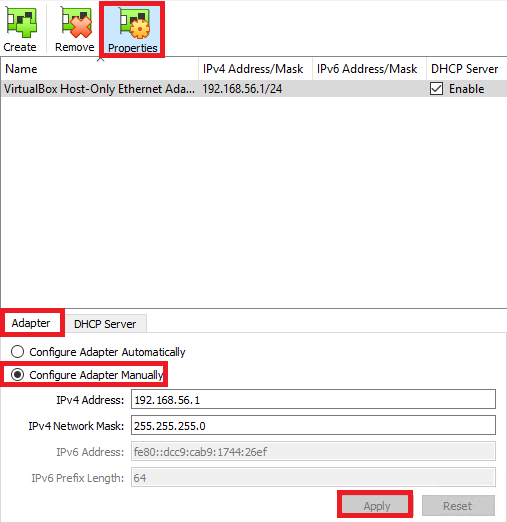 Create Remove Properties
Name IPv4 Address/Mask IPv6 Address/Mask DHCP Server
VirtualBox Host-Only Ethernet Ada... 192.168.56.1/24 Enable
Adapter DHCP Server
Configure Adapter Automatically
Configure Adapter Manually
IPv4 Address: 192.168.56.1
IPv4 Network Mask: 255.255.255.0
IPv6 Address: fe80::dcc9:cab9:1744:26ef
IPv6 Prefix Length: 64
Apply Reset